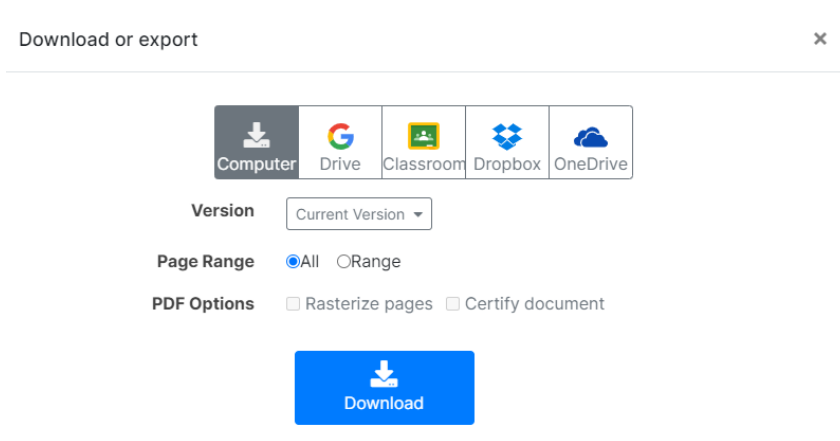 Download or export
×
Computer Drive Classroom Dropbox OneDrive
Version Current Version
Page Range All Range
PDF Options Rasterize pages Certify document
Download